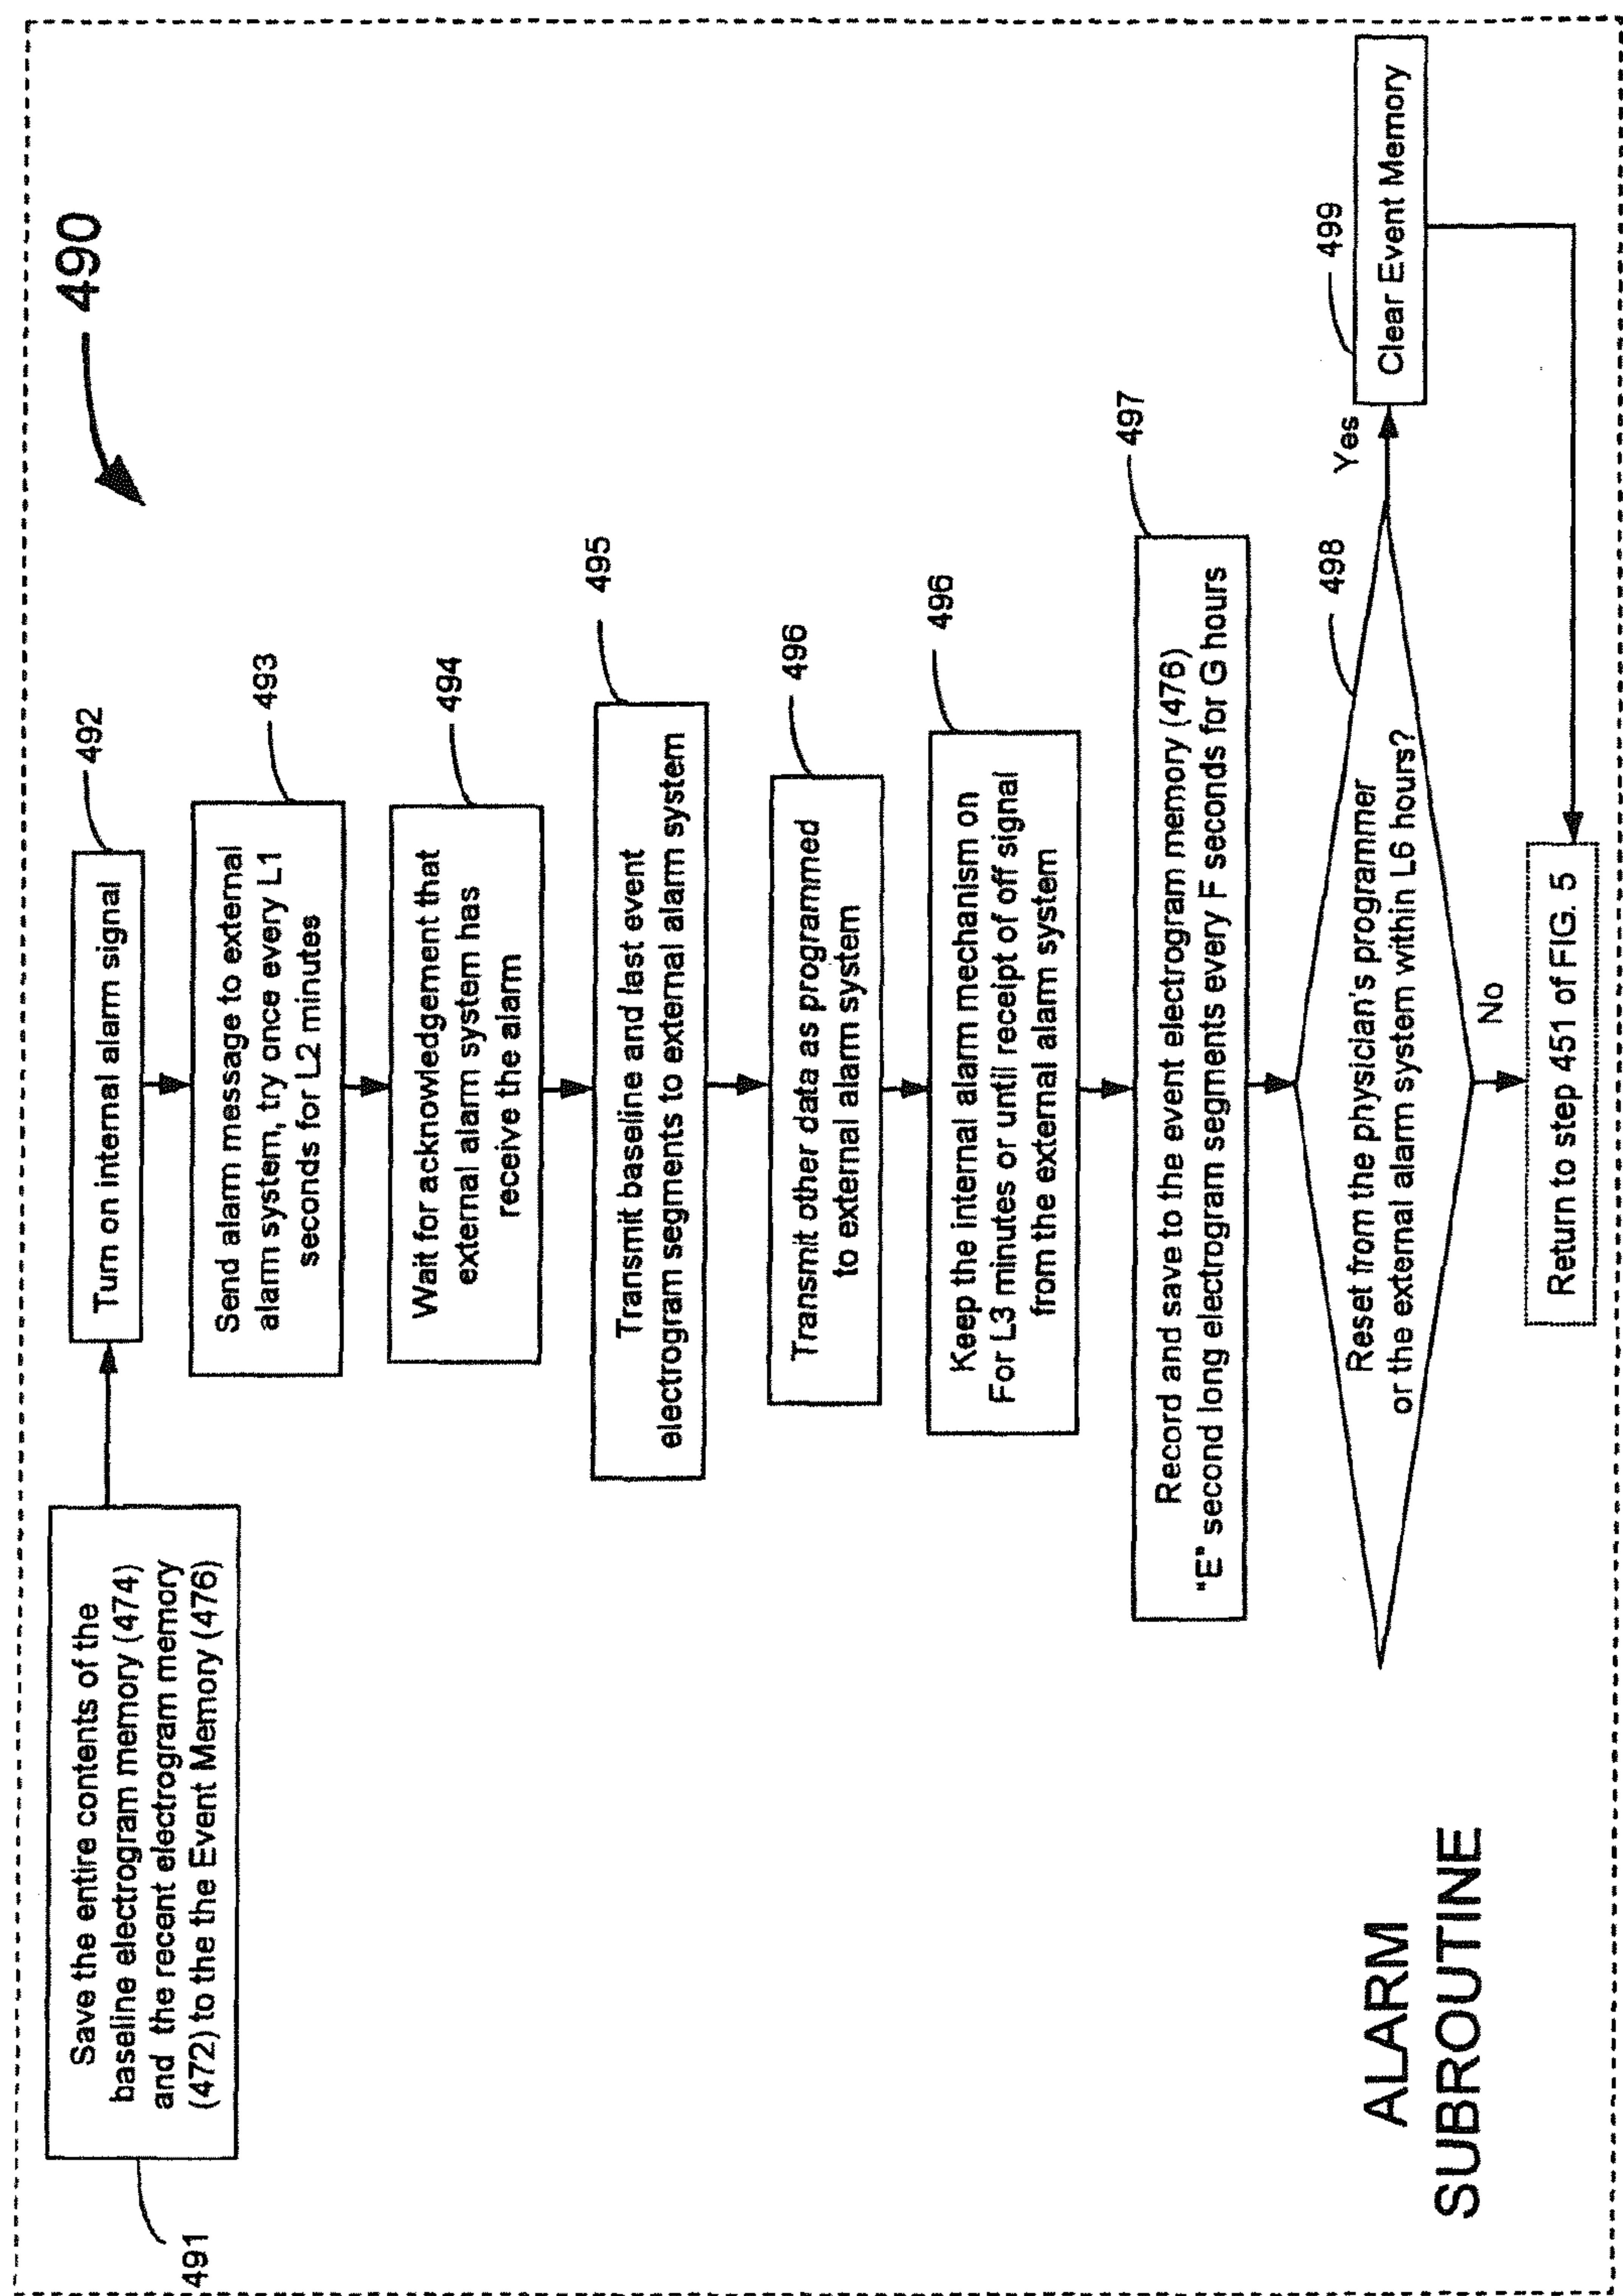 490
Save the entire contents of the
baseline electrogram memory (474)
and the recent electrogram memory
(472) to the the Event Memory (476)
491
Turn on internal alarm signal
492
Send alarm message to external
alarm system, try once every L1
seconds for L2 minutes
493
Wait for acknowledgement that
external alarm system has
receive the alarm
494
Transmit baseline and last event
electrogram segments to external alarm system
495
Transmit other data as programmed
to external alarm system
496
Keep the internal alarm mechanism on
For L3 minutes or until receipt of off signal
from the external alarm system
496
Record and save to the event electrogram memory (476)
"E" second long electrogram segments every F seconds for G hours
497
Reset from the physician's programmer
or the external alarm system within L6 hours?
498
Yes
Clear Event Memory
499
No
Return to step 451 of FIG. 5
ALARM
SUBROUTINE